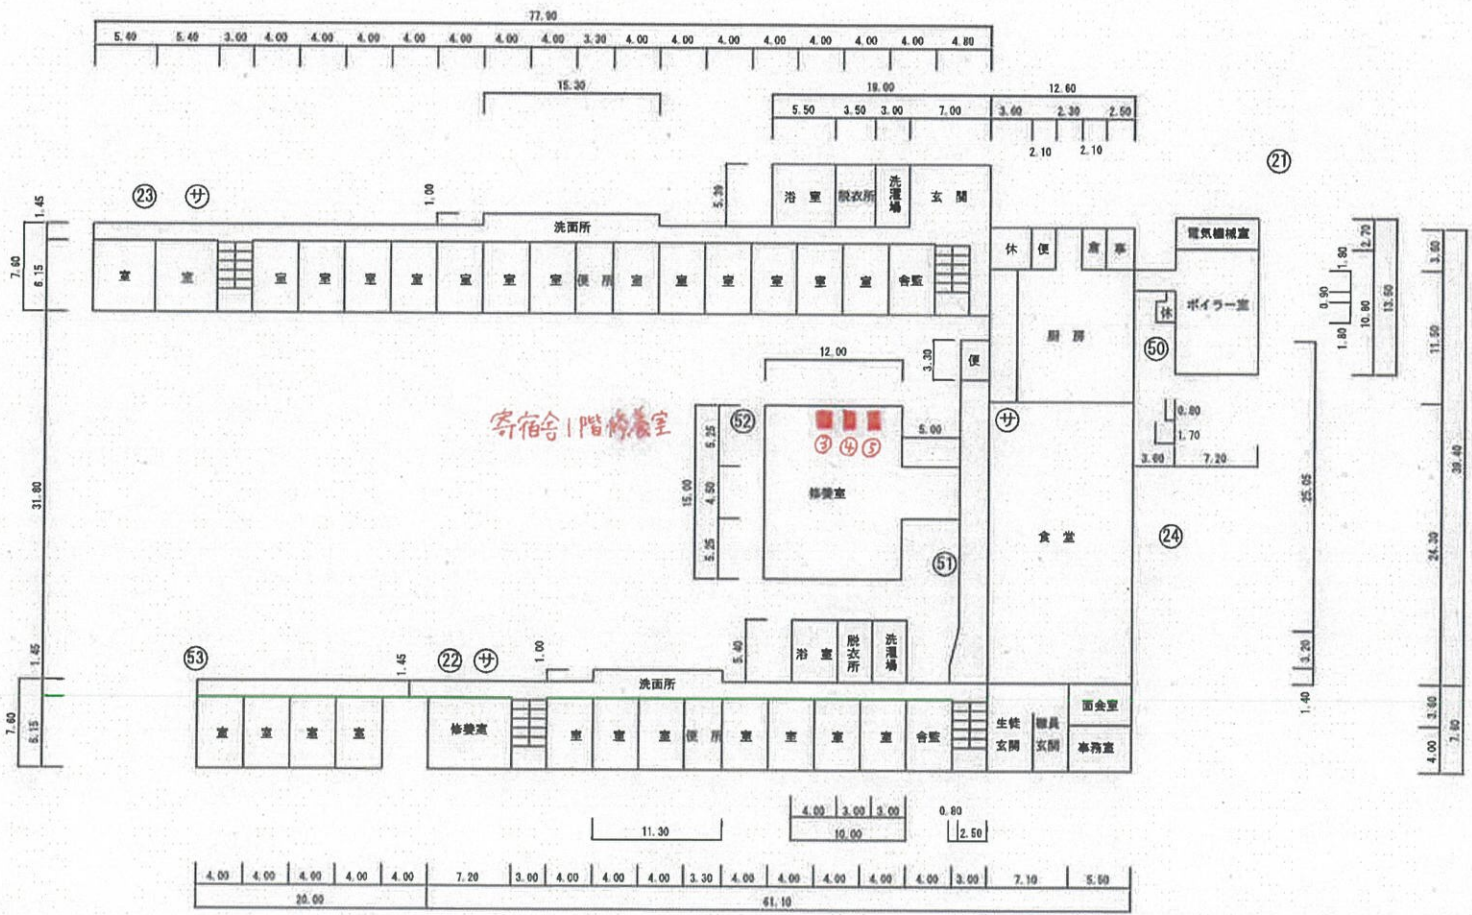 77.90
5.40 5.40 3.00 4.00 4.00 4.00 4.00 4.00 4.00 4.00 3.30 4.00 4.00 4.00 4.00 4.00 4.00 4.00 4.80
15.30
19.00 12.60
5.50 3.50 3.00 7.00 3.60 2.30 2.50
2.10 2.10
㉑
㉓ ㋚
1.00
5.30
浴室 脱衣所 洗濯場 玄関
1.45
洗面所
電気機械室
2.70
3.60
7.60
6.15
室 室 室 室 室 室 室 室 室 便所 室 室 室 室 室 室 舎監
休 便 倉 事
ボイラー室
休
1.80
0.90
1.80
10.80
13.50
11.50
厨房
㊿
12.00
3.30
便
寄宿舎1階修養室
㊾
③ ④ ⑤
5.00
㋚
0.80
1.70
3.00 7.20
5.25
4.50
5.25
15.00
修養室
31.80
食堂
㉔
25.05
39.40
24.30
浴室 脱衣所 洗濯場
5.40
3.20
1.40
1.45
1.45
㉒ ㋚
1.00
洗面所
7.60
6.15
室 室 室 室 修養室 室 室 室 便所 室 室 室 室 舎監
生徒玄関 職員玄関
面会室
事務室
3.60
4.00
7.60
4.00 3.00 3.00
10.00
0.80
2.50
11.30
4.00 4.00 4.00 4.00 4.00 7.20 3.00 4.00 4.00 4.00 3.30 4.00 4.00 4.00 4.00 4.00 3.00 7.10 5.50
20.00 61.10